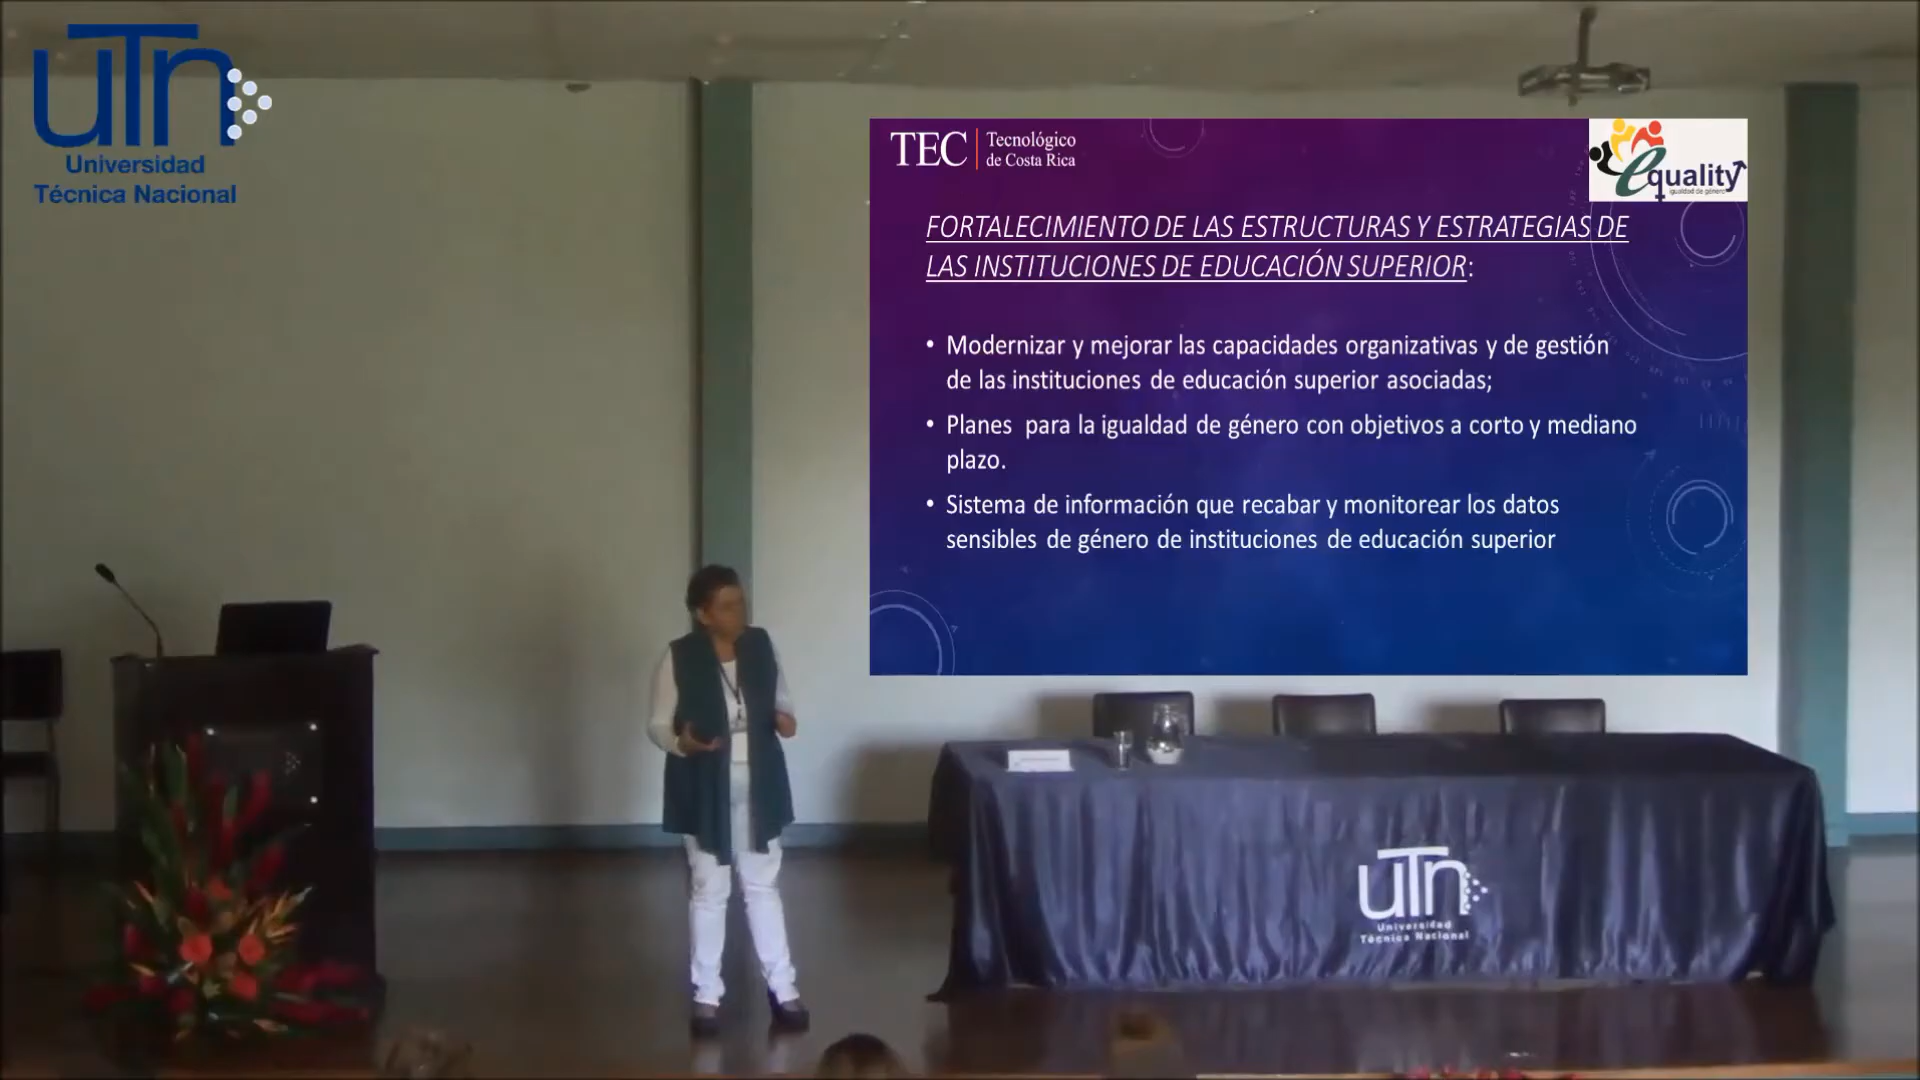 uTn
Universidad
Técnica Nacional
TEC
Tecnológico
de Costa Rica
equality
igualdad de género
FORTALECIMIENTO DE LAS ESTRUCTURAS Y ESTRATEGIAS DE
LAS INSTITUCIONES DE EDUCACIÓN SUPERIOR:
• Modernizar y mejorar las capacidades organizativas y de gestión
de las instituciones de educación superior asociadas;
• Planes para la igualdad de género con objetivos a corto y mediano
plazo.
• Sistema de información que recabar y monitorear los datos
sensibles de género de instituciones de educación superior
uTn
Universidad
Técnica Nacional